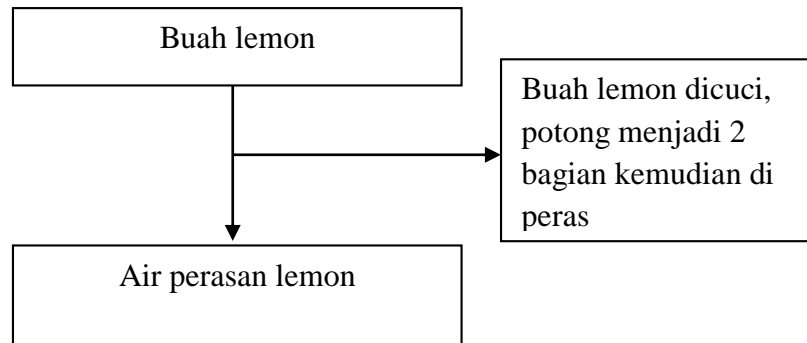 Buah lemon
Buah lemon dicuci,
potong menjadi 2
bagian kemudian di
peras
Air perasan lemon